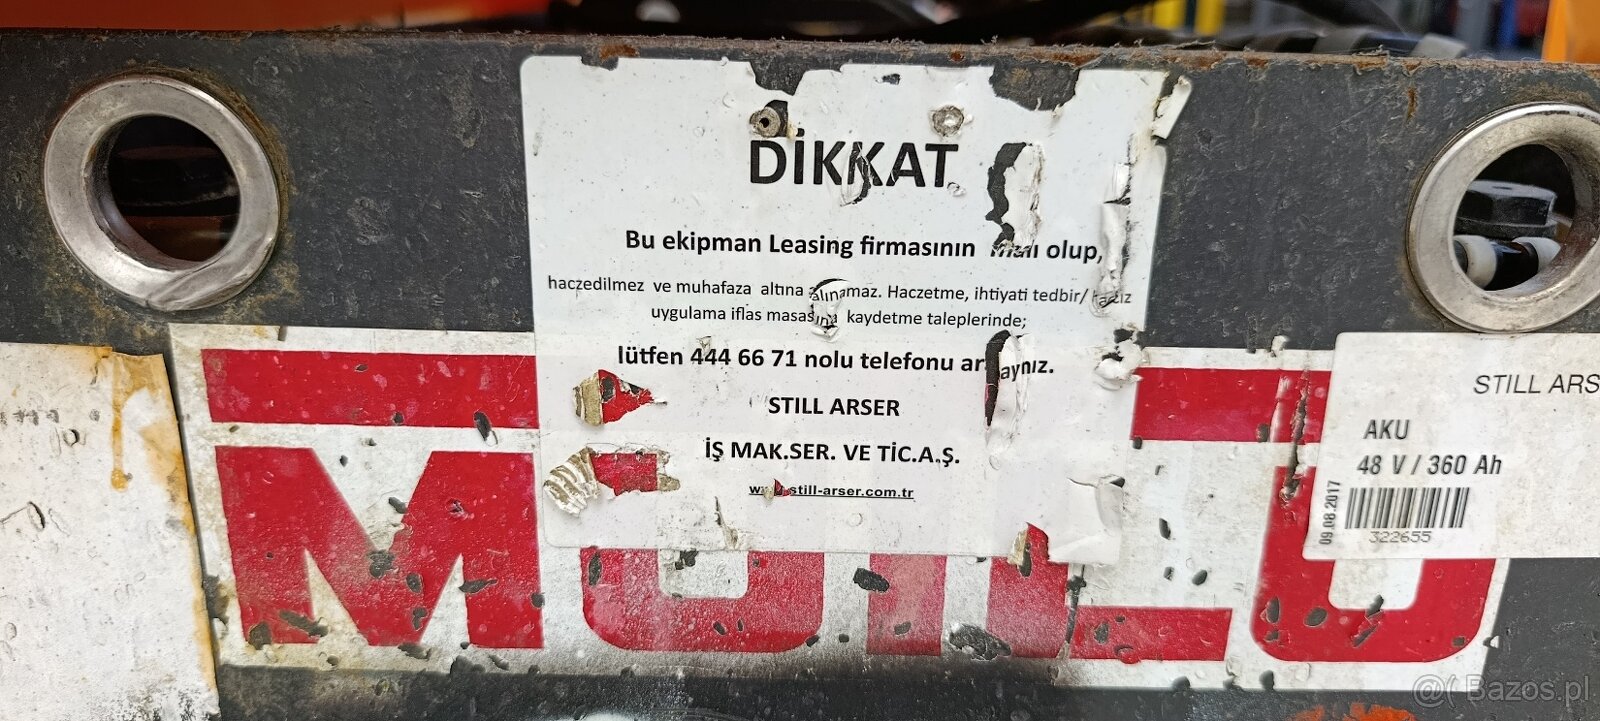 DİKKAT
Bu ekipman Leasing firmasının malı olup,
haczedilmez ve muhafaza altına alınamaz. Haczetme, ihtiyati tedbir/
uygulama iflas masasına kaydetme taleplerinde;
lütfen 444 66 71 nolu telefonu arayınız.
STILL ARSER
İŞ MAK.SER. VE TİC.A.Ş.
www.still-arser.com.tr
STILL ARS
AKU
48 V / 360 Ah
09.08.2017
322655
@( Bazos.pl